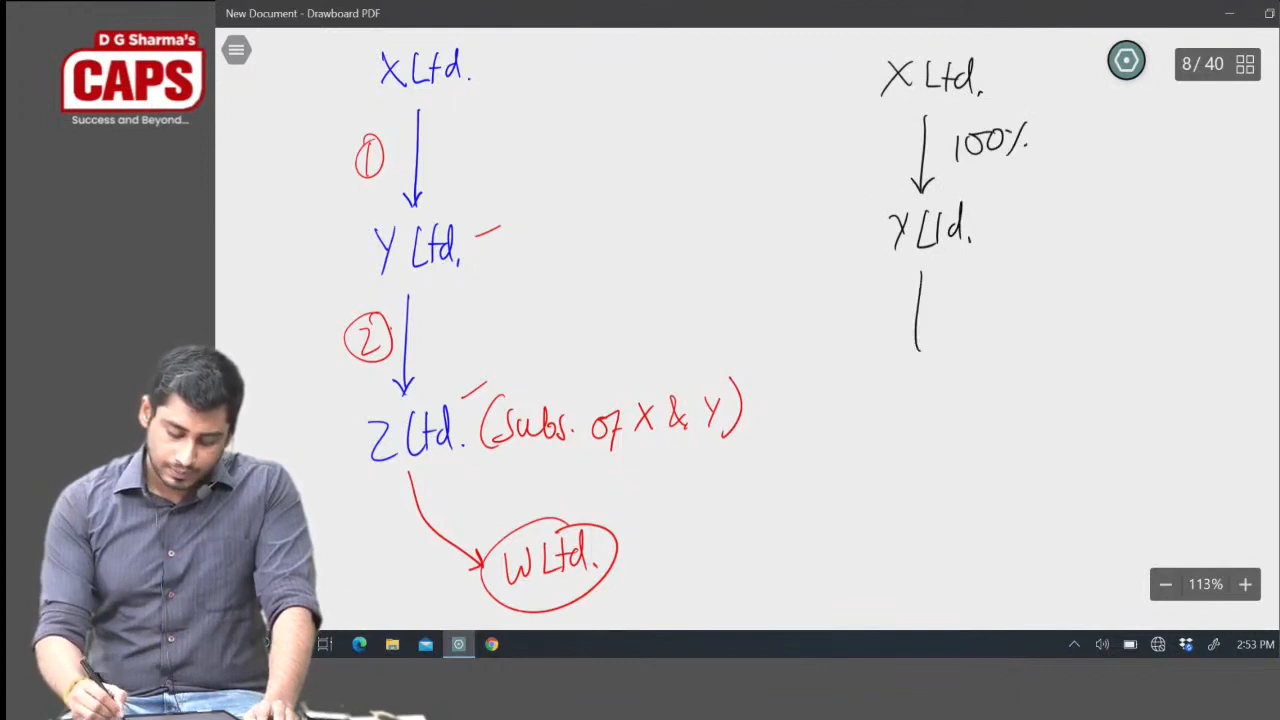 New Document - Drawboard PDF
D G Sharma's
CAPS
Success and Beyond...
8 / 40
X Ltd.
1
Y Ltd.
2
Z Ltd. (Subs. of X & Y)
W Ltd.
X Ltd.
100%
Y Ltd.
113%
2:53 PM